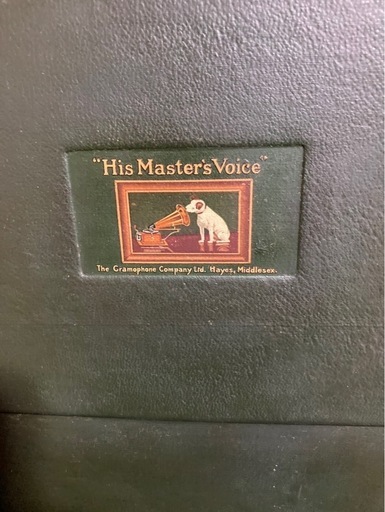 "His Master's Voice"
The Gramophone Company Ltd. Hayes, Middlesex.